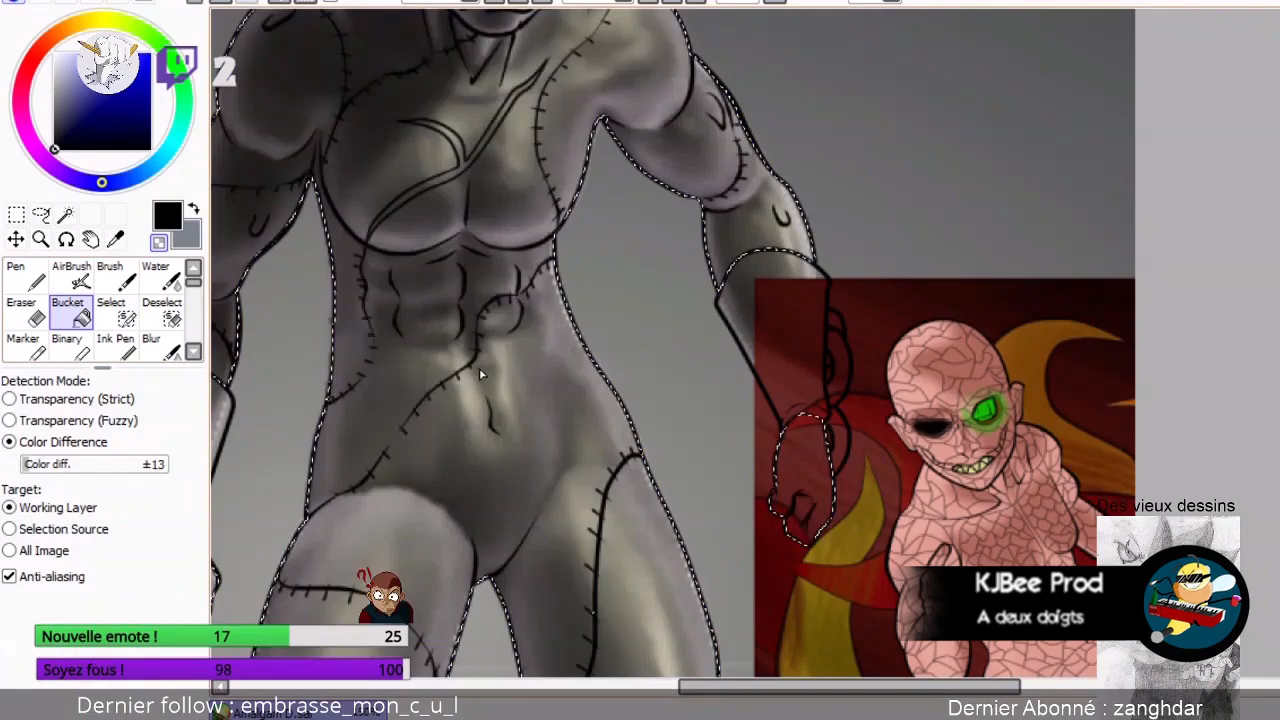 2
Pen AirBrush Brush Water
Eraser Bucket Select Deselect
Marker Binary Ink Pen Blur
Detection Mode:
Transparency (Strict)
Transparency (Fuzzy)
Color Difference
Color diff. ±13
Target:
Working Layer
Selection Source
All Image
Anti-aliasing
Des vieux dessins
KJBee Prod
A deux doigts
Nouvelle emote ! 17 25
Soyez fous ! 98 100
Dernier follow : embrasse_mon_c_u_l
Dernier Abonné : zanghdar